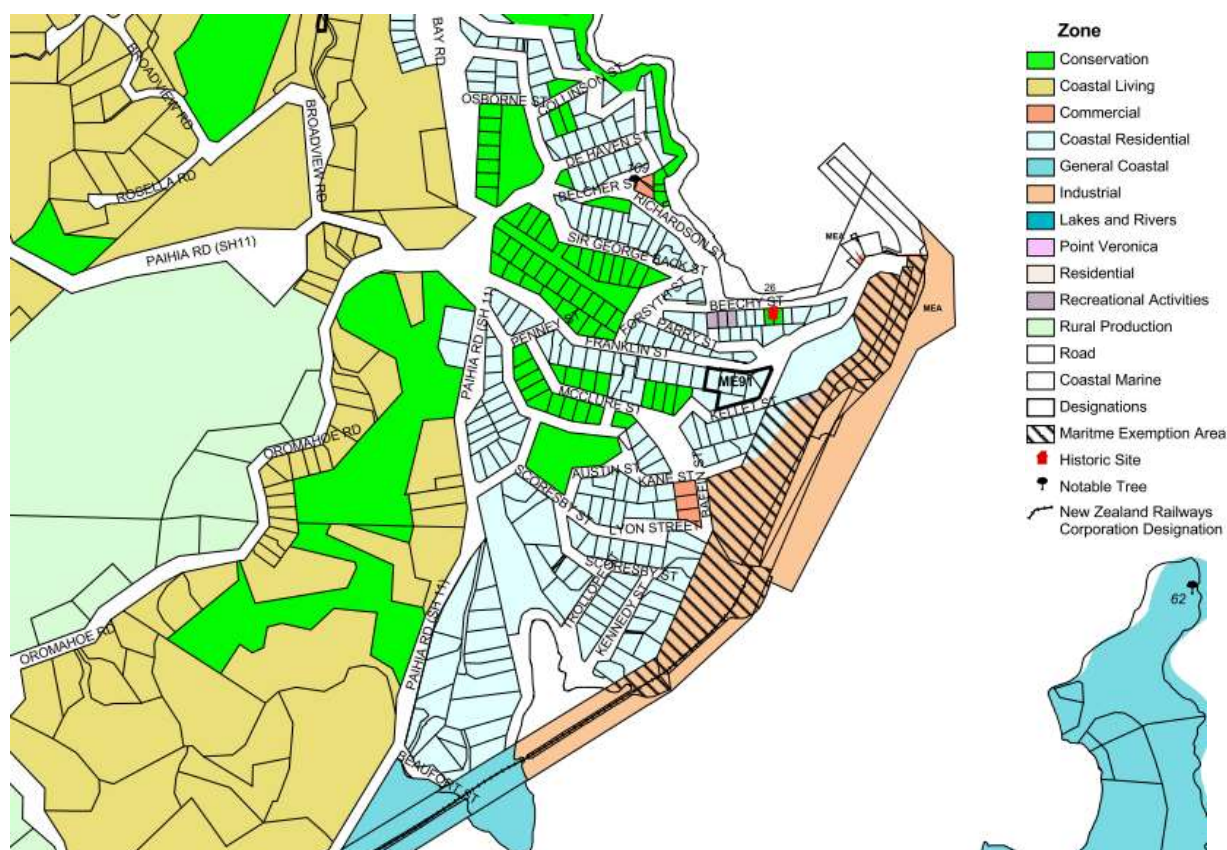 BAY RD
BROADVIEW RD
OSBORNE ST
COLLINSON ST
BROADVIEW RD
DE HAVEN ST
ROSELLA RD
BELCHER ST
RICHARDSON ST
PAIHIA RD (SH11)
SIR GEORGE BACK ST
MEA
FORSYTH ST
26
BEECHY ST
PAIHIA RD (SH 11)
PENNEY ST
PARRY ST
FRANKLIN ST
MEA
ME91
MCCLURE ST
KELLET ST
OROMAHOE RD
SCORESBY ST
AUSTIN ST
KANE ST
BAFFIN ST
LYON STREET
SCORESBY ST
TROLLOPE ST
KENNEDY ST
PAIHIA RD (SH 11)
OROMAHOE RD
BEAUFORT ST
62
Zone
Conservation
Coastal Living
Commercial
Coastal Residential
General Coastal
Industrial
Lakes and Rivers
Point Veronica
Residential
Recreational Activities
Rural Production
Road
Coastal Marine
Designations
Maritme Exemption Area
Historic Site
Notable Tree
New Zealand Railways
Corporation Designation